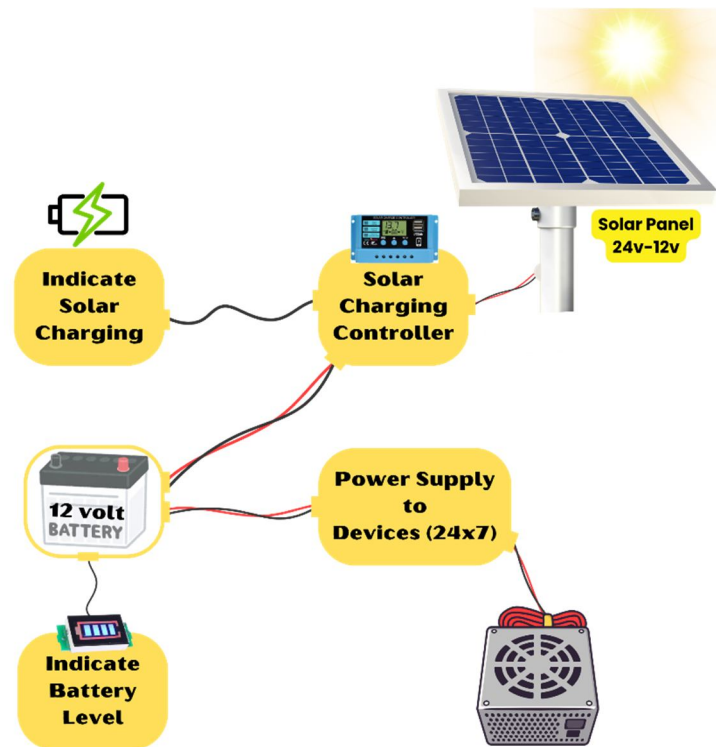 Solar Panel
24v-12v
Indicate
Solar
Charging
Solar
Charging
Controller
12 volt
BATTERY
Power Supply
to
Devices (24x7)
Indicate
Battery
Level